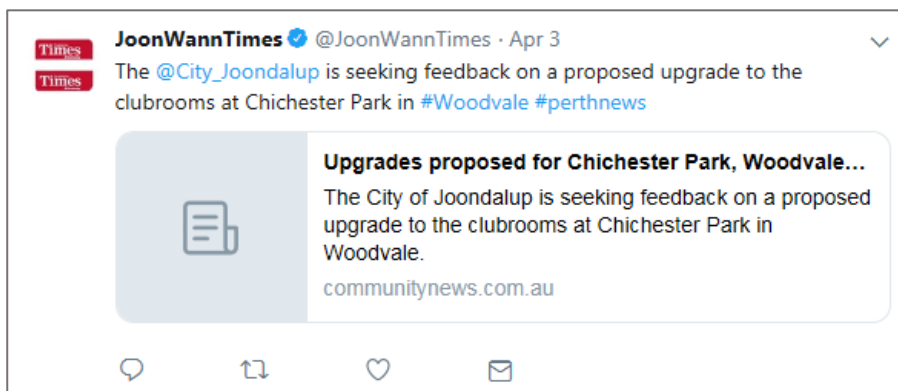 JoonWannTimes @JoonWannTimes · Apr 3
Times
Times
The @City_Joondalup is seeking feedback on a proposed upgrade to the
clubrooms at Chichester Park in #Woodvale #perthnews
Upgrades proposed for Chichester Park, Woodvale...
The City of Joondalup is seeking feedback on a proposed
upgrade to the clubrooms at Chichester Park in
Woodvale.
communitynews.com.au